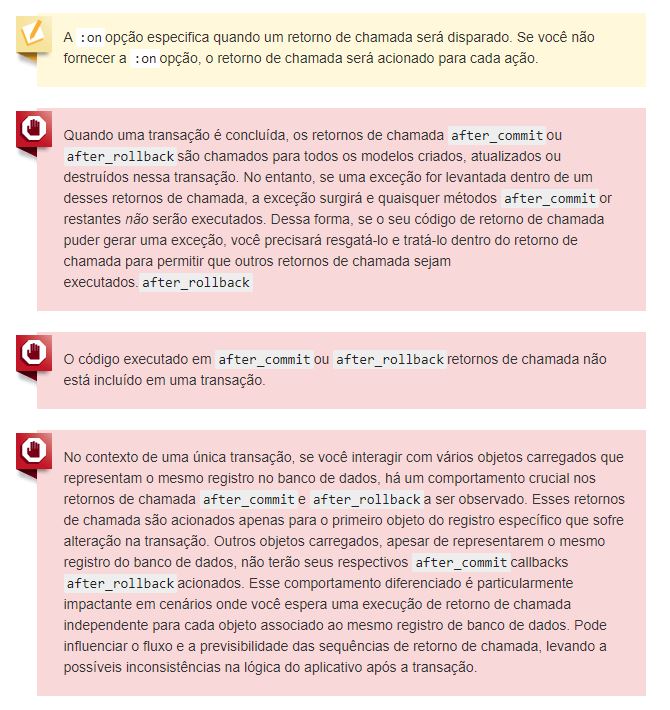 A :on opção especifica quando um retorno de chamada será disparado. Se você não
fornecer a :on opção, o retorno de chamada será acionado para cada ação.
Quando uma transação é concluída, os retornos de chamada after_commit ou
after_rollback são chamados para todos os modelos criados, atualizados ou
destruídos nessa transação. No entanto, se uma exceção for levantada dentro de um
desses retornos de chamada, a exceção surgirá e quaisquer métodos after_commit or
restantes não serão executados. Dessa forma, se o seu código de retorno de chamada
puder gerar uma exceção, você precisará resgatá-lo e tratá-lo dentro do retorno de
chamada para permitir que outros retornos de chamada sejam
executados. after_rollback
O código executado em after_commit ou after_rollback retornos de chamada não
está incluído em uma transação.
No contexto de uma única transação, se você interagir com vários objetos carregados que
representam o mesmo registro no banco de dados, há um comportamento crucial nos
retornos de chamada after_commit e after_rollback a ser observado. Esses retornos
de chamada são acionados apenas para o primeiro objeto do registro específico que sofre
alteração na transação. Outros objetos carregados, apesar de representarem o mesmo
registro do banco de dados, não terão seus respectivos after_commit callbacks
after_rollback acionados. Esse comportamento diferenciado é particularmente
impactante em cenários onde você espera uma execução de retorno de chamada
independente para cada objeto associado ao mesmo registro de banco de dados. Pode
influenciar o fluxo e a previsibilidade das sequências de retorno de chamada, levando a
possíveis inconsistências na lógica do aplicativo após a transação.